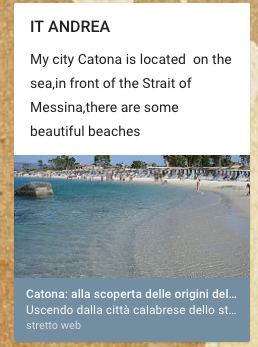 IT ANDREA
My city Catona is located  on the
sea,in front of the Strait of
Messina,there are some
beautiful beaches
Catona: alla scoperta delle origini del…
Uscendo dalla città calabrese dello st…
stretto web